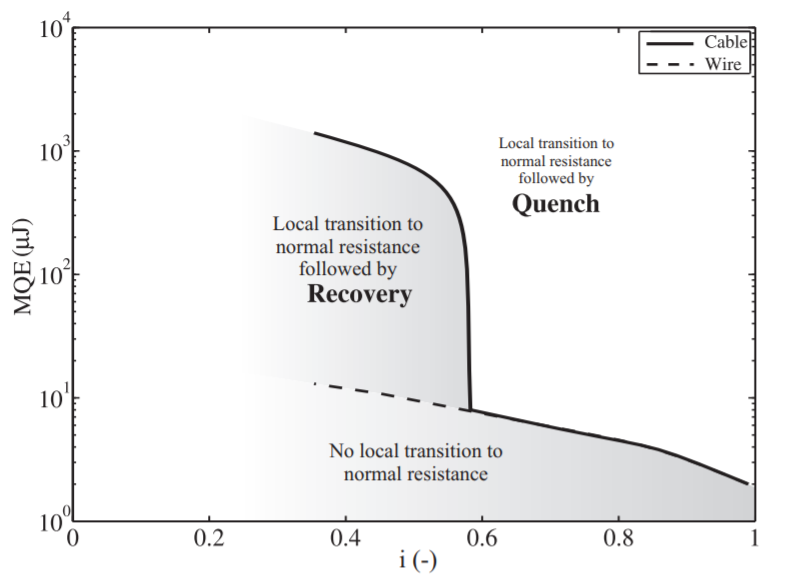 10^4
Cable
Wire
10^3
Local transition to
normal resistance
followed by
Quench
Local transition to
normal resistance
followed by
Recovery
MQE (μJ)
10^2
10^1
No local transition to
normal resistance
10^0
0
0.2
0.4
0.6
0.8
1
i (-)